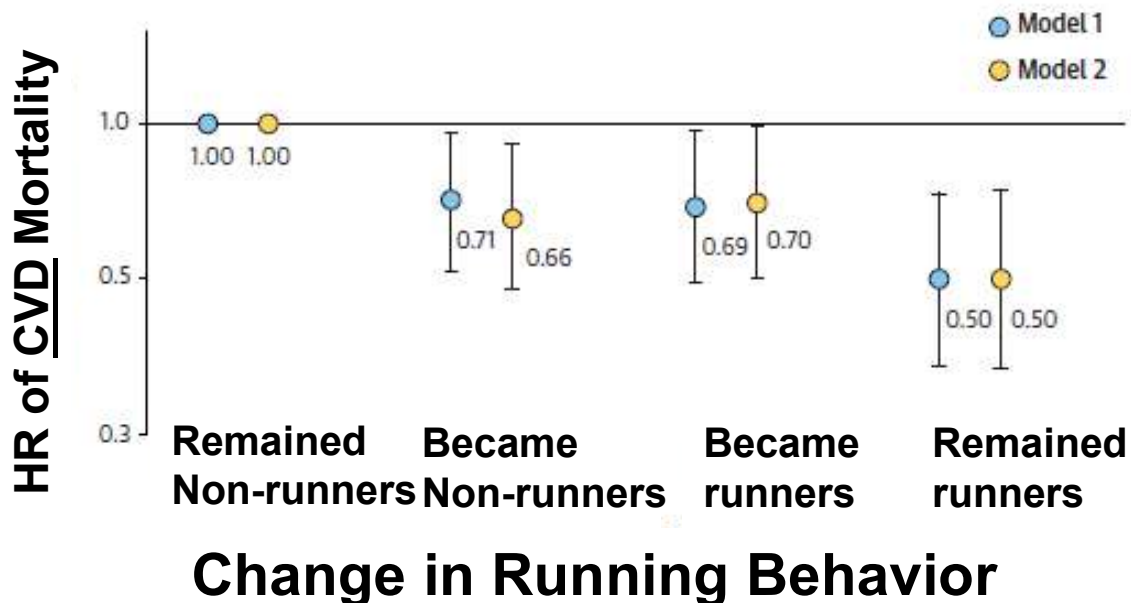 Model 1
Model 2
HR of CVD Mortality
1.0
1.00 1.00
0.71
0.66
0.69
0.70
0.5
0.50
0.50
0.3
Remained
Non-runners
Became
Non-runners
Became
runners
Remained
runners
Change in Running Behavior